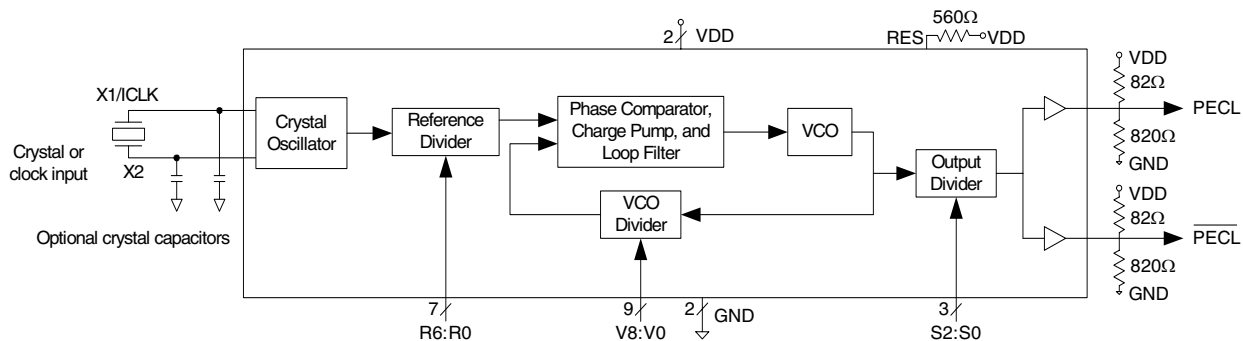 560Ω
2
VDD
RES
VDD
VDD
82Ω
X1/ICLK
Crystal
Oscillator
Reference
Divider
Phase Comparator,
Charge Pump, and
Loop Filter
VCO
PECL
820Ω
GND
Crystal or
clock input
X2
Output
Divider
VDD
82Ω
VCO
Divider
PECL
820Ω
GND
Optional crystal capacitors
7
R6:R0
9
V8:V0
2
GND
3
S2:S0